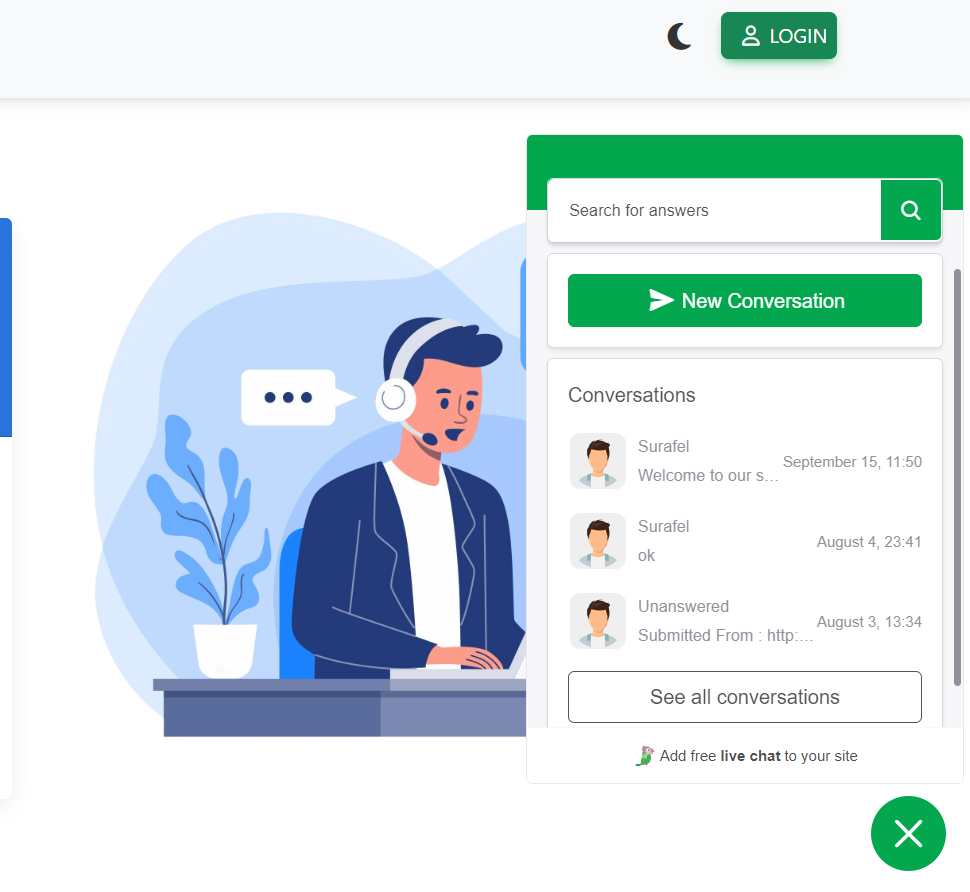 LOGIN
Search for answers
New Conversation
Conversations
Surafel
Welcome to our s...
September 15, 11:50
Surafel
ok
August 4, 23:41
Unanswered
Submitted From : http:...
August 3, 13:34
See all conversations
Add free live chat to your site